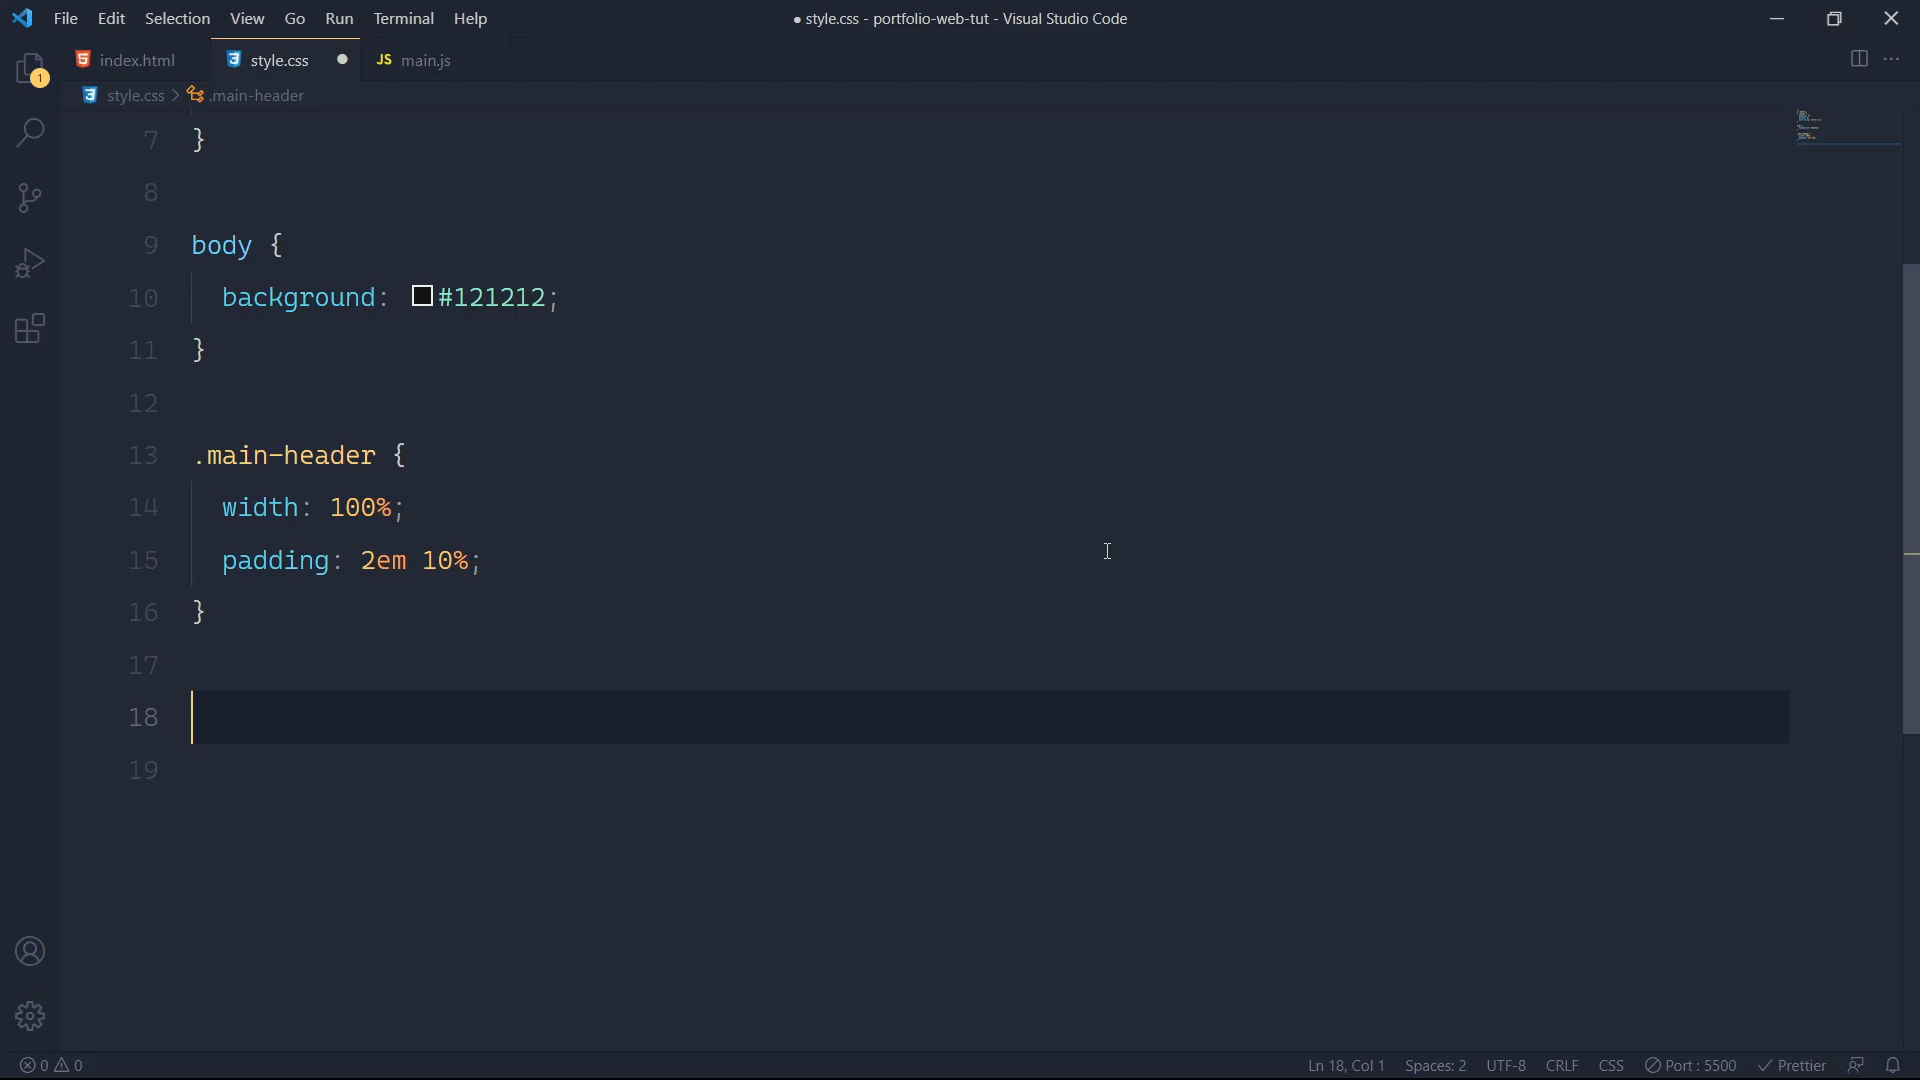 File Edit Selection View Go Run Terminal Help
● style.css - portfolio-web-tut - Visual Studio Code
index.html
style.css ●
JS main.js
1
style.css > .main-header
7 }
8
9 body {
10 background: #121212;
11 }
12
13 .main-header {
14 width: 100%;
15 padding: 2em 10%;
16 }
17
18
19
0 0
Ln 18, Col 1 Spaces: 2 UTF-8 CRLF CSS Port : 5500 Prettier